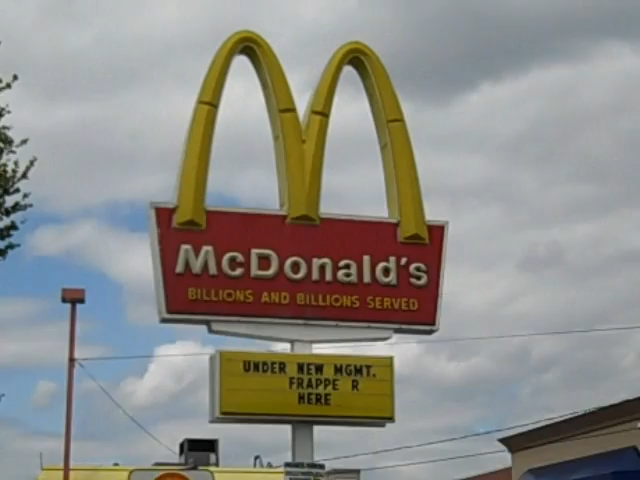 McDonald's
BILLIONS AND BILLIONS SERVED
UNDER NEW MGMT.
FRAPPE R
HERE